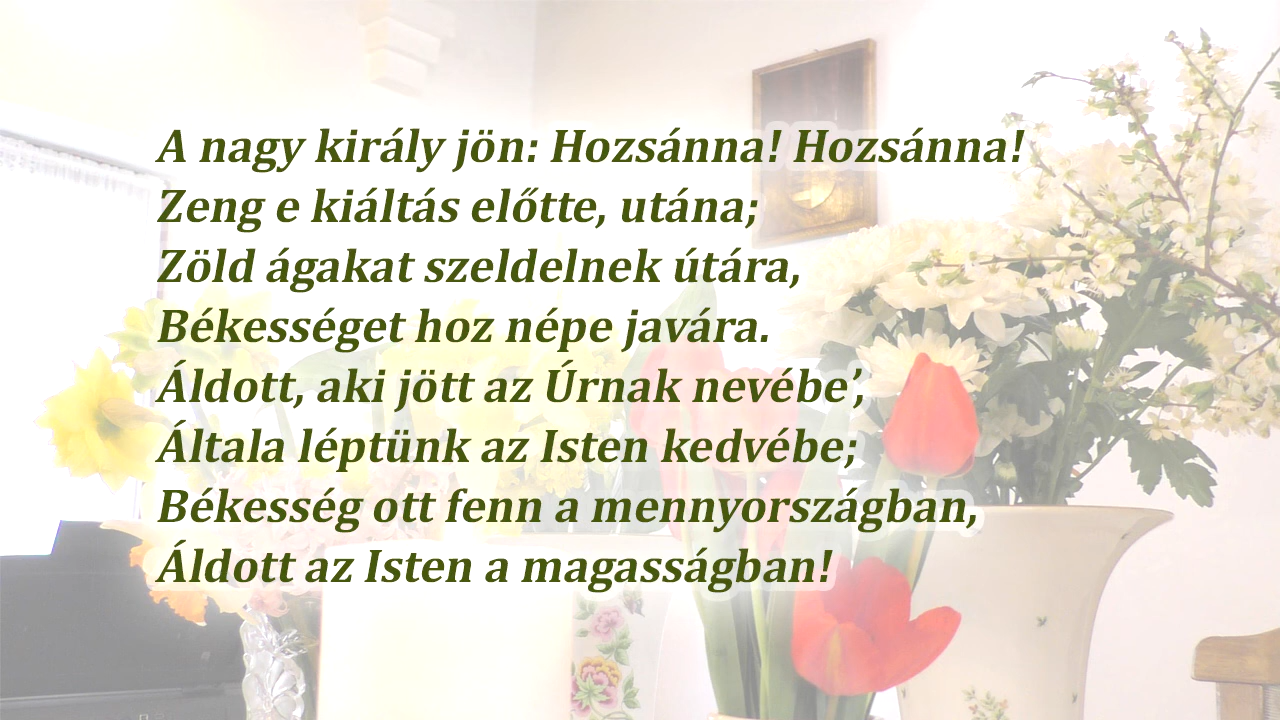 A nagy király jön: Hozsánna! Hozsánna!
Zeng e kiáltás előtte, utána;
Zöld ágakat szeldelnek útára,
Békességet hoz népe javára.
Áldott, aki jött az Úrnak nevébe’,
Általa léptünk az Isten kedvébe;
Békesség ott fenn a mennyországban,
Áldott az Isten a magasságban!